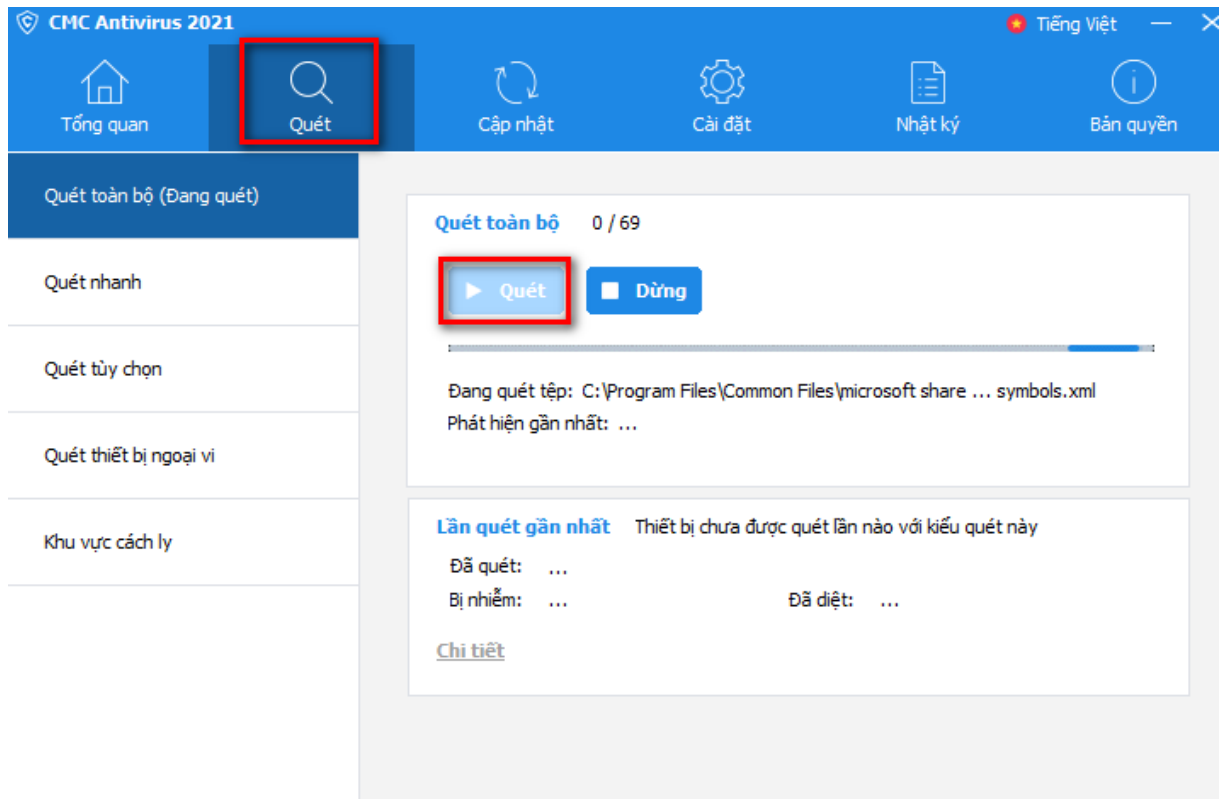 CMC Antivirus 2021
Tiếng Việt
Tổng quan
Quét
Cập nhật
Cài đặt
Nhật ký
Bản quyền
Quét toàn bộ (Đang quét)
Quét nhanh
Quét tùy chọn
Quét thiết bị ngoại vi
Khu vực cách ly
Quét toàn bộ 0 / 69
Quét
Dừng
Đang quét tệp: C:\Program Files\Common Files\microsoft share ... symbols.xml
Phát hiện gần nhất: ...
Lần quét gần nhất Thiết bị chưa được quét lần nào với kiểu quét này
Đã quét: ...
Bị nhiễm: ... Đã diệt: ...
Chi tiết